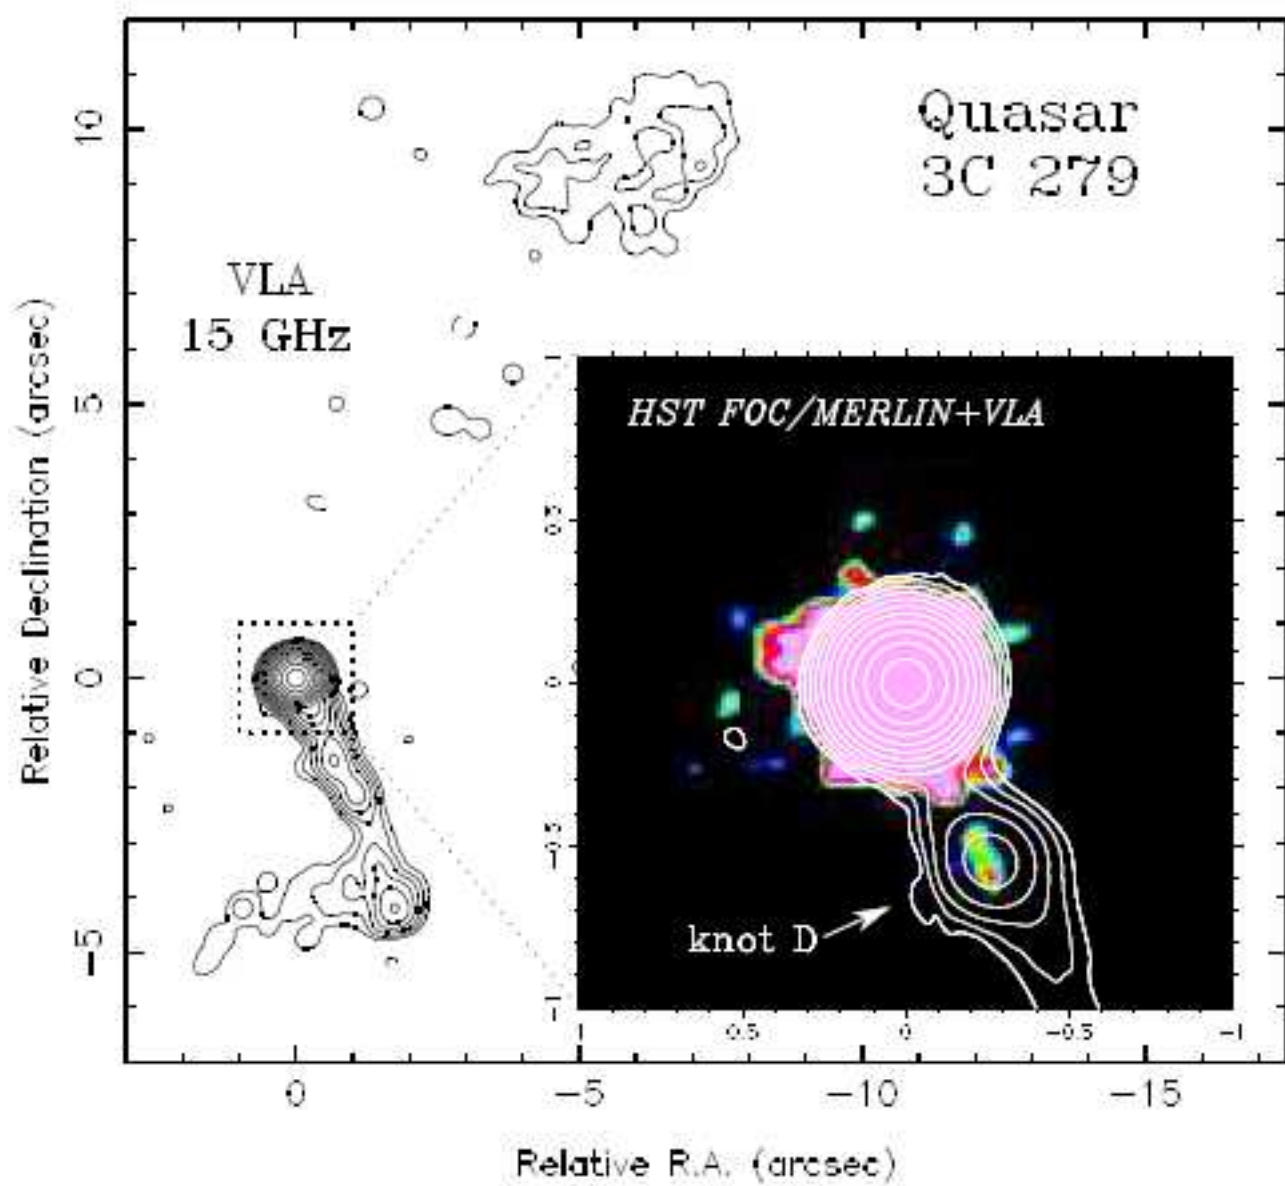 Quasar
3C 279
VLA
15 GHz
HST FOC/MERLIN+VLA
knot D
10
5
0
-5
Relative Declination (arcsec)
0
-5
-10
-15
Relative R.A. (arcsec)
1
0.5
0
-0.5
-1
1
0.5
0
-0.5
-1